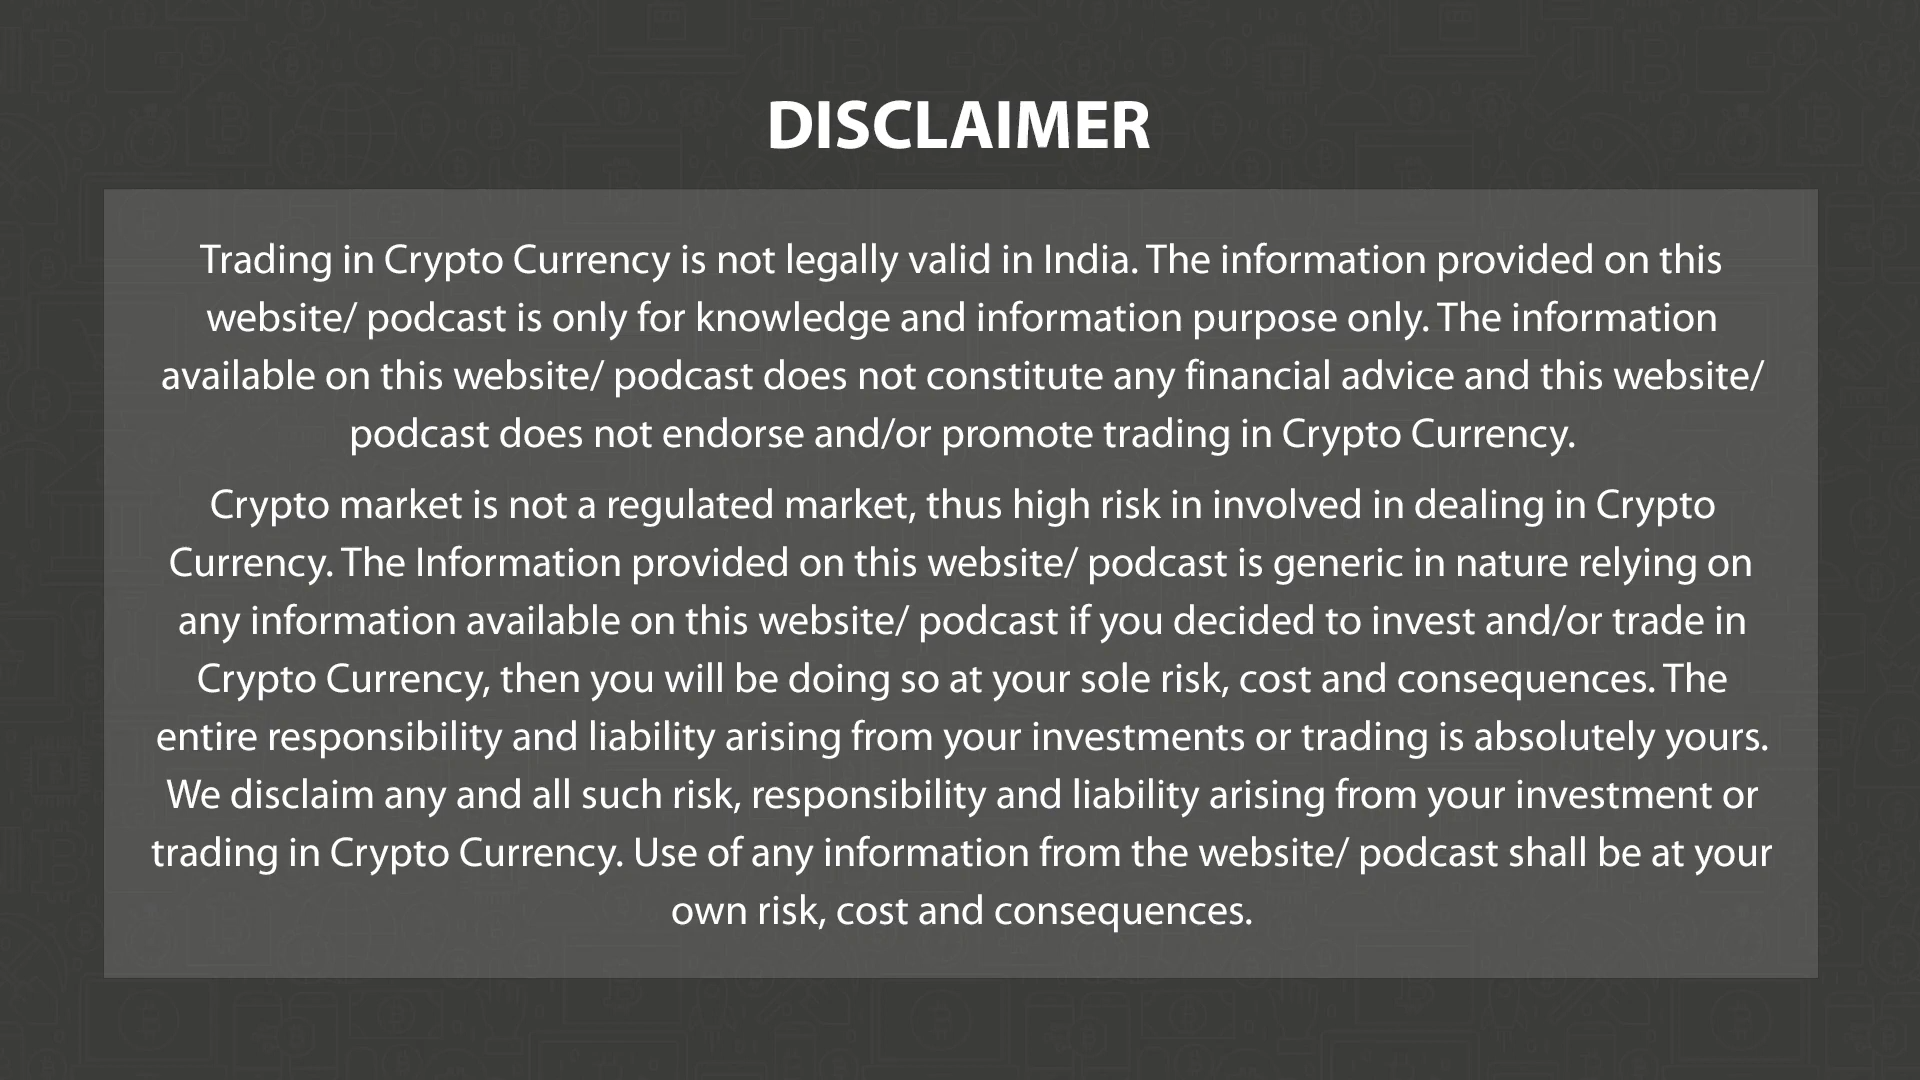 DISCLAIMER
Trading in Crypto Currency is not legally valid in India. The information provided on this
website/ podcast is only for knowledge and information purpose only. The information
available on this website/ podcast does not constitute any financial advice and this website/
podcast does not endorse and/or promote trading in Crypto Currency.
Crypto market is not a regulated market, thus high risk in involved in dealing in Crypto
Currency. The Information provided on this website/ podcast is generic in nature relying on
any information available on this website/ podcast if you decided to invest and/or trade in
Crypto Currency, then you will be doing so at your sole risk, cost and consequences. The
entire responsibility and liability arising from your investments or trading is absolutely yours.
We disclaim any and all such risk, responsibility and liability arising from your investment or
trading in Crypto Currency. Use of any information from the website/ podcast shall be at your
own risk, cost and consequences.